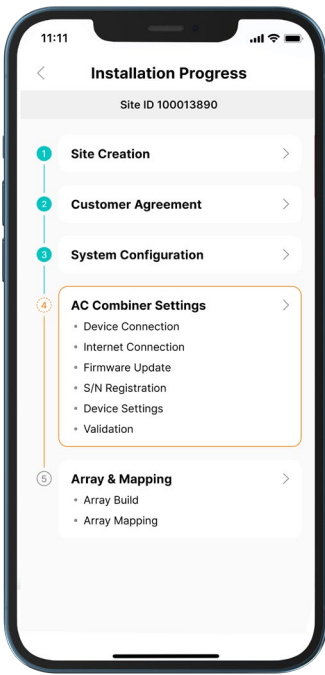 11:11
Installation Progress
Site ID 100013890
1 Site Creation
2 Customer Agreement
3 System Configuration
4 AC Combiner Settings
• Device Connection
• Internet Connection
• Firmware Update
• S/N Registration
• Device Settings
• Validation
5 Array & Mapping
• Array Build
• Array Mapping